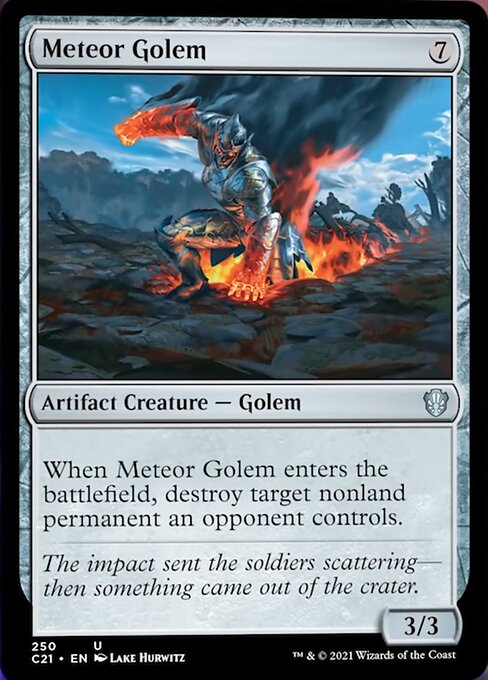 Meteor Golem 7
Artifact Creature — Golem
When Meteor Golem enters the
battlefield, destroy target nonland
permanent an opponent controls.
The impact sent the soldiers scattering—
then something came out of the crater.
3/3
250 U
C21 • EN Lake Hurwitz
™ & © 2021 Wizards of the Coast